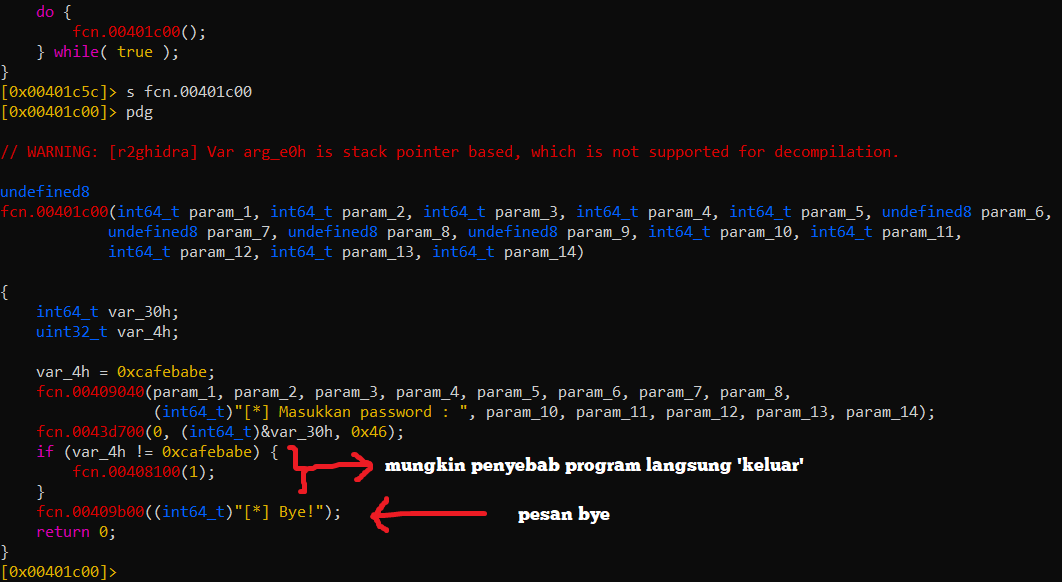 do {
        fcn.00401c00();
    } while( true );
}
[0x00401c5c]> s fcn.00401c00
[0x00401c00]> pdg
// WARNING: [r2ghidra] Var arg_e0h is stack pointer based, which is not supported for decompilation.
undefined8
fcn.00401c00(int64_t param_1, int64_t param_2, int64_t param_3, int64_t param_4, int64_t param_5, undefined8 param_6,
            undefined8 param_7, undefined8 param_8, undefined8 param_9, int64_t param_10, int64_t param_11,
            int64_t param_12, int64_t param_13, int64_t param_14)
{
    int64_t var_30h;
    uint32_t var_4h;
    var_4h = 0xcafebabe;
    fcn.00409040(param_1, param_2, param_3, param_4, param_5, param_6, param_7, param_8,
                 (int64_t)"[*] Masukkan password : ", param_10, param_11, param_12, param_13, param_14);
    fcn.0043d700(0, (int64_t)&var_30h, 0x46);
    if (var_4h != 0xcafebabe) {
        fcn.00408100(1);
mungkin penyebab program langsung 'keluar'
    }
    fcn.00409b00((int64_t)"[*] Bye!");
pesan bye
    return 0;
}
[0x00401c00]>